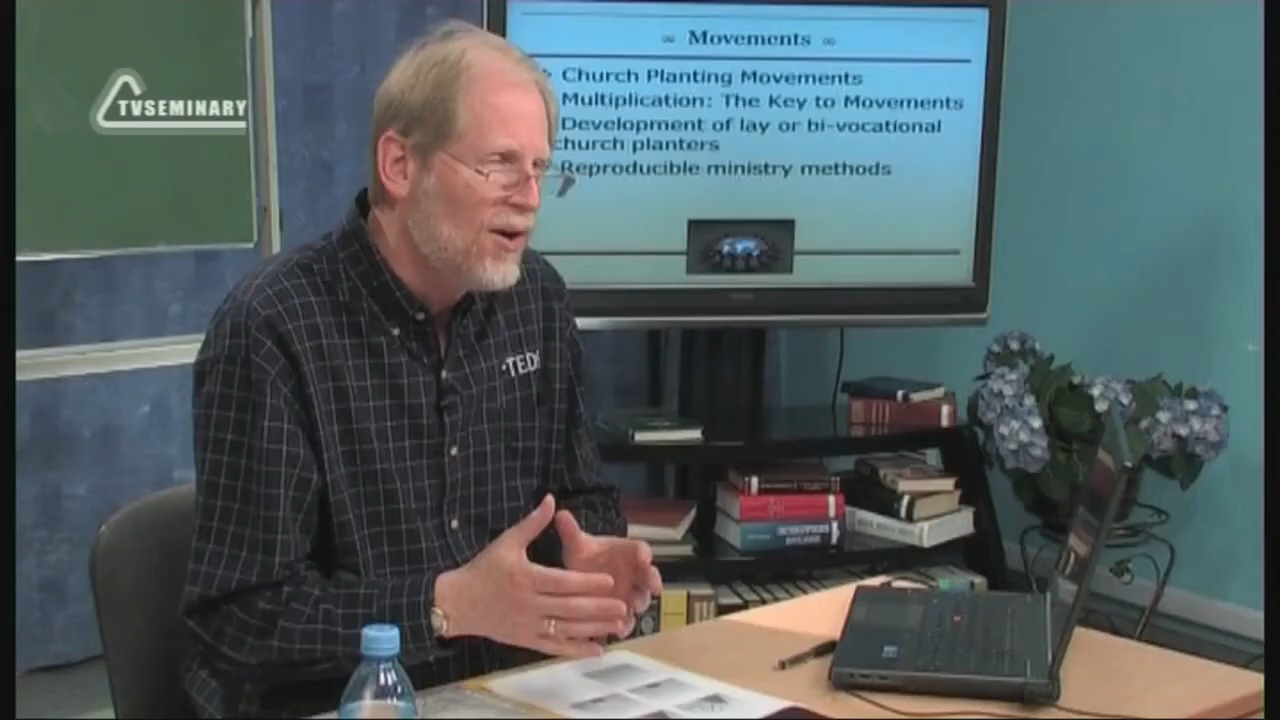 TVSEMINARY
Movements
Church Planting Movements
Multiplication: The Key to Movements
Development of lay or bi-vocational
church planters
Reproducible ministry methods
TEDS